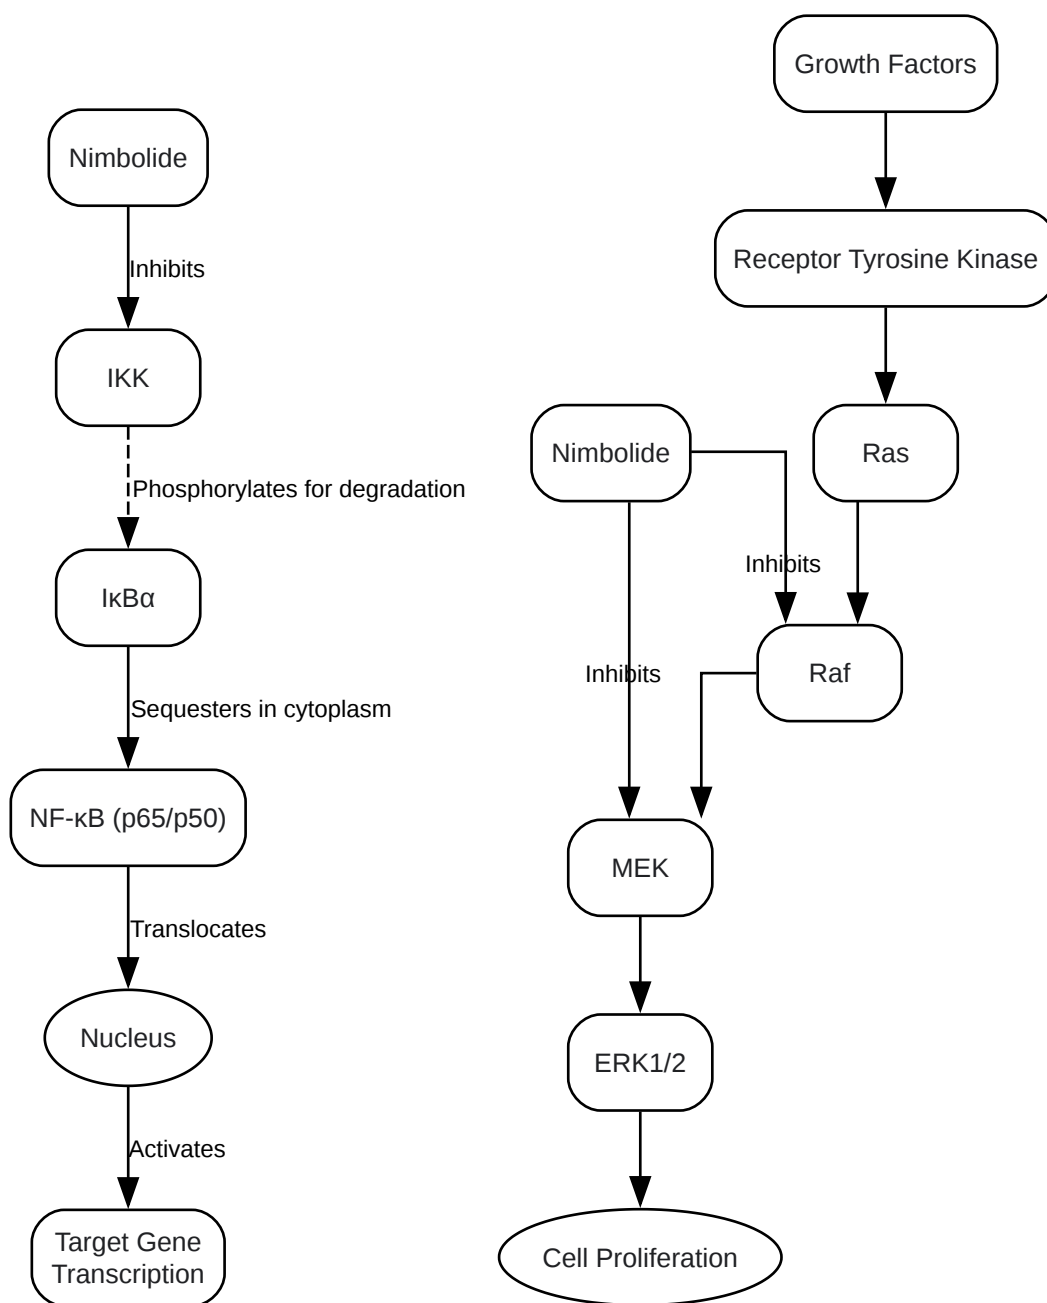 Nimbolide
Inhibits
IKK
Phosphorylates for degradation
IκBα
Sequesters in cytoplasm
NF-κB (p65/p50)
Translocates
Nucleus
Activates
Target Gene
Transcription
Growth Factors
Receptor Tyrosine Kinase
Ras
Nimbolide
Inhibits
Raf
Inhibits
MEK
ERK1/2
Cell Proliferation